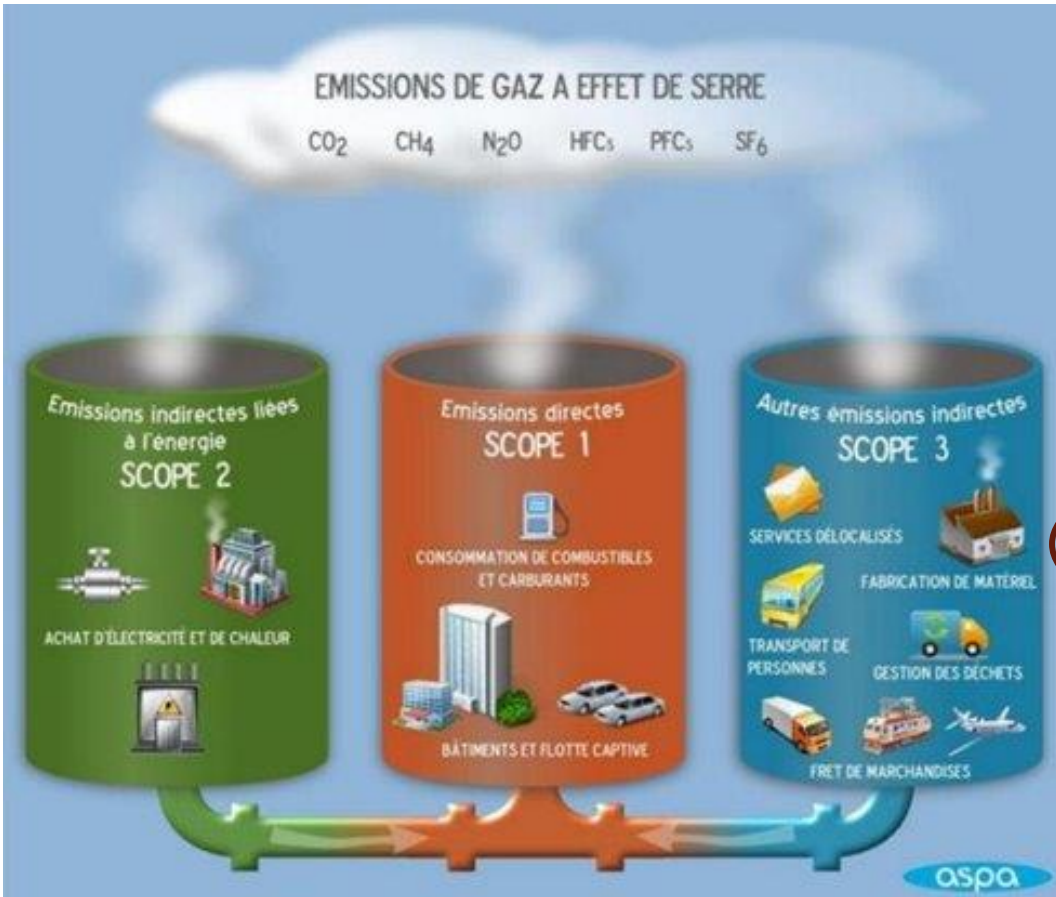 EMISSIONS DE GAZ A EFFET DE SERRE
CO2 CH4 N2O HFCs PFCs SF6
Emissions indirectes liées
à l'énergie
SCOPE 2
ACHAT D'ÉLECTRICITÉ ET DE CHALEUR
Emissions directes
SCOPE 1
CONSOMMATION DE COMBUSTIBLES
ET CARBURANTS
BÂTIMENTS ET FLOTTE CAPTIVE
Autres émissions indirectes
SCOPE 3
SERVICES DÉLOCALISÉS
FABRICATION DE MATÉRIEL
TRANSPORT DE
PERSONNES
GESTION DES DÉCHETS
FRET DE MARCHANDISES
aspa